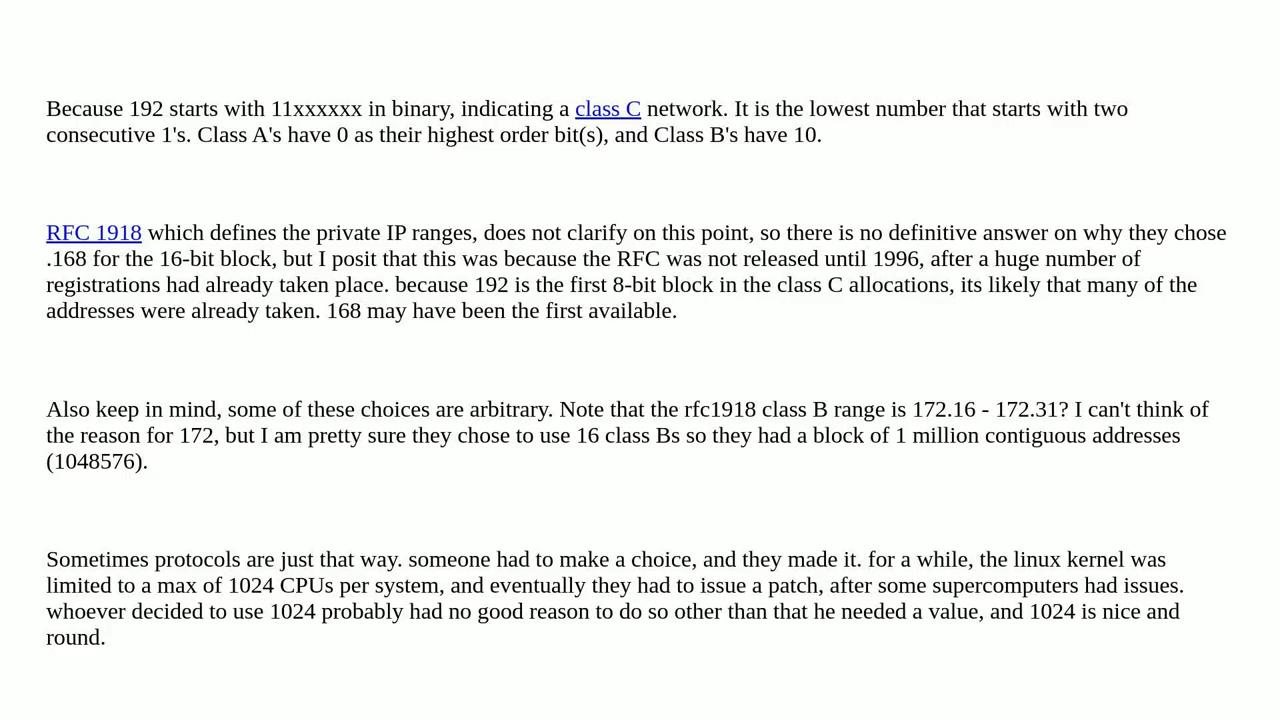 Because 192 starts with 11xxxxxx in binary, indicating a class C network. It is the lowest number that starts with two
consecutive 1's. Class A's have 0 as their highest order bit(s), and Class B's have 10.
RFC 1918 which defines the private IP ranges, does not clarify on this point, so there is no definitive answer on why they chose
.168 for the 16-bit block, but I posit that this was because the RFC was not released until 1996, after a huge number of
registrations had already taken place. because 192 is the first 8-bit block in the class C allocations, its likely that many of the
addresses were already taken. 168 may have been the first available.
Also keep in mind, some of these choices are arbitrary. Note that the rfc1918 class B range is 172.16 - 172.31? I can't think of
the reason for 172, but I am pretty sure they chose to use 16 class Bs so they had a block of 1 million contiguous addresses
(1048576).
Sometimes protocols are just that way. someone had to make a choice, and they made it. for a while, the linux kernel was
limited to a max of 1024 CPUs per system, and eventually they had to issue a patch, after some supercomputers had issues.
whoever decided to use 1024 probably had no good reason to do so other than that he needed a value, and 1024 is nice and
round.